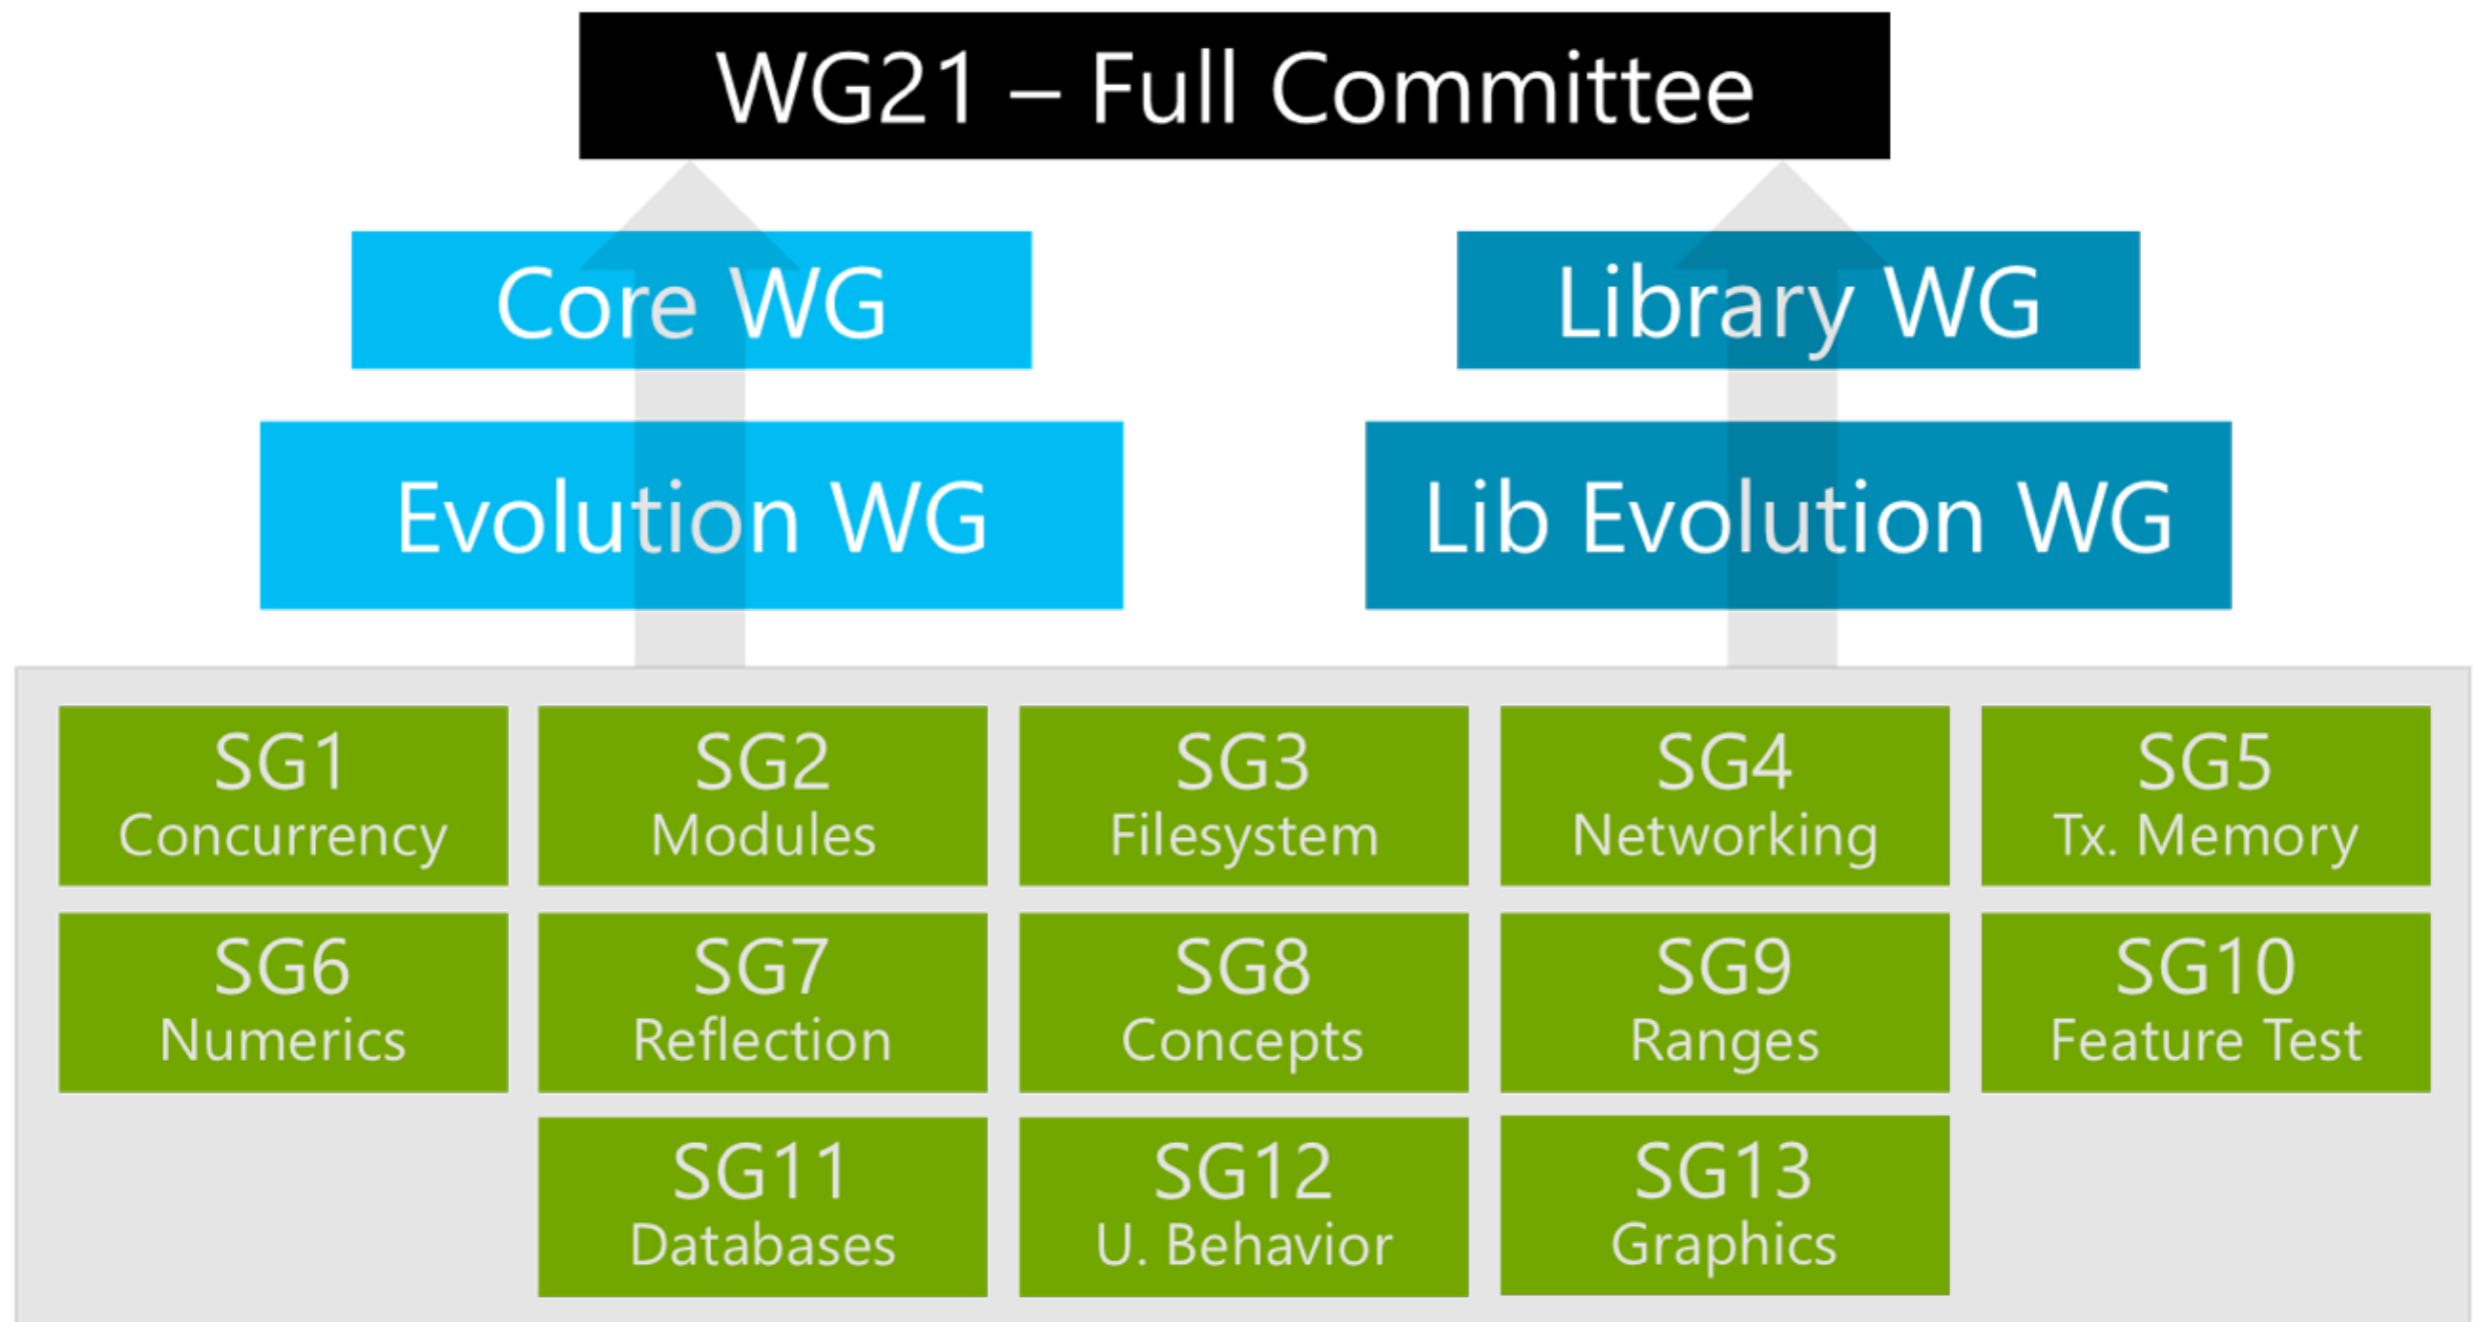 WG21 – Full Committee
Core WG
Library WG
Evolution WG
Lib Evolution WG
SG1
Concurrency
SG2
Modules
SG3
Filesystem
SG4
Networking
SG5
Tx. Memory
SG6
Numerics
SG7
Reflection
SG8
Concepts
SG9
Ranges
SG10
Feature Test
SG11
Databases
SG12
U. Behavior
SG13
Graphics